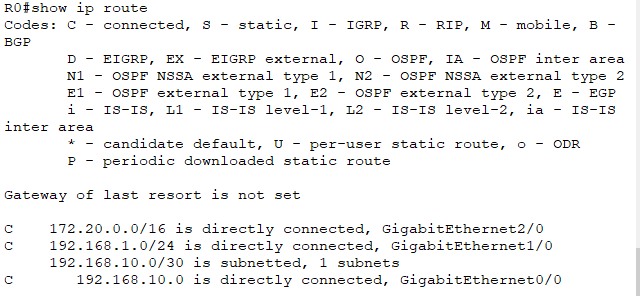 R0#show ip route
Codes: C - connected, S - static, I - IGRP, R - RIP, M - mobile, B -
BGP
       D - EIGRP, EX - EIGRP external, O - OSPF, IA - OSPF inter area
       N1 - OSPF NSSA external type 1, N2 - OSPF NSSA external type 2
       E1 - OSPF external type 1, E2 - OSPF external type 2, E - EGP
       i - IS-IS, L1 - IS-IS level-1, L2 - IS-IS level-2, ia - IS-IS
inter area
       * - candidate default, U - per-user static route, o - ODR
       P - periodic downloaded static route
Gateway of last resort is not set
C    172.20.0.0/16 is directly connected, GigabitEthernet2/0
C    192.168.1.0/24 is directly connected, GigabitEthernet1/0
     192.168.10.0/30 is subnetted, 1 subnets
C       192.168.10.0 is directly connected, GigabitEthernet0/0